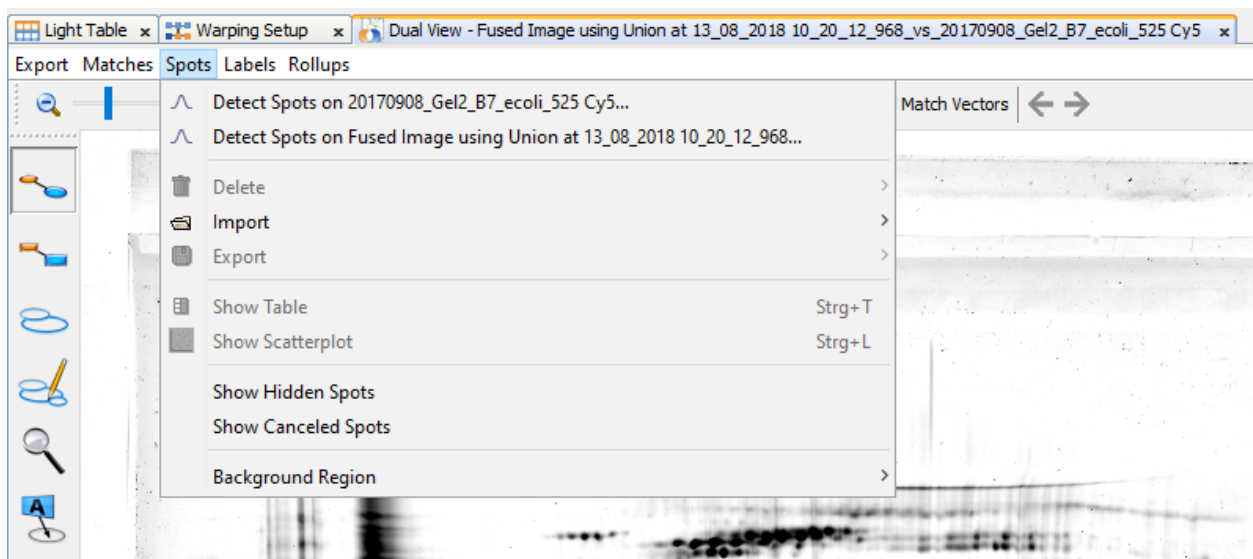 Light Table x Warping Setup x Dual View - Fused Image using Union at 13_08_2018 10_20_12_968_vs_20170908_Gel2_B7_ecoli_525 Cy5 x
Export Matches Spots Labels Rollups
Detect Spots on 20170908_Gel2_B7_ecoli_525 Cy5...
Match Vectors
Detect Spots on Fused Image using Union at 13_08_2018 10_20_12_968...
Delete
Import
Export
Show Table Strg+T
Show Scatterplot Strg+L
Show Hidden Spots
Show Canceled Spots
Background Region
A